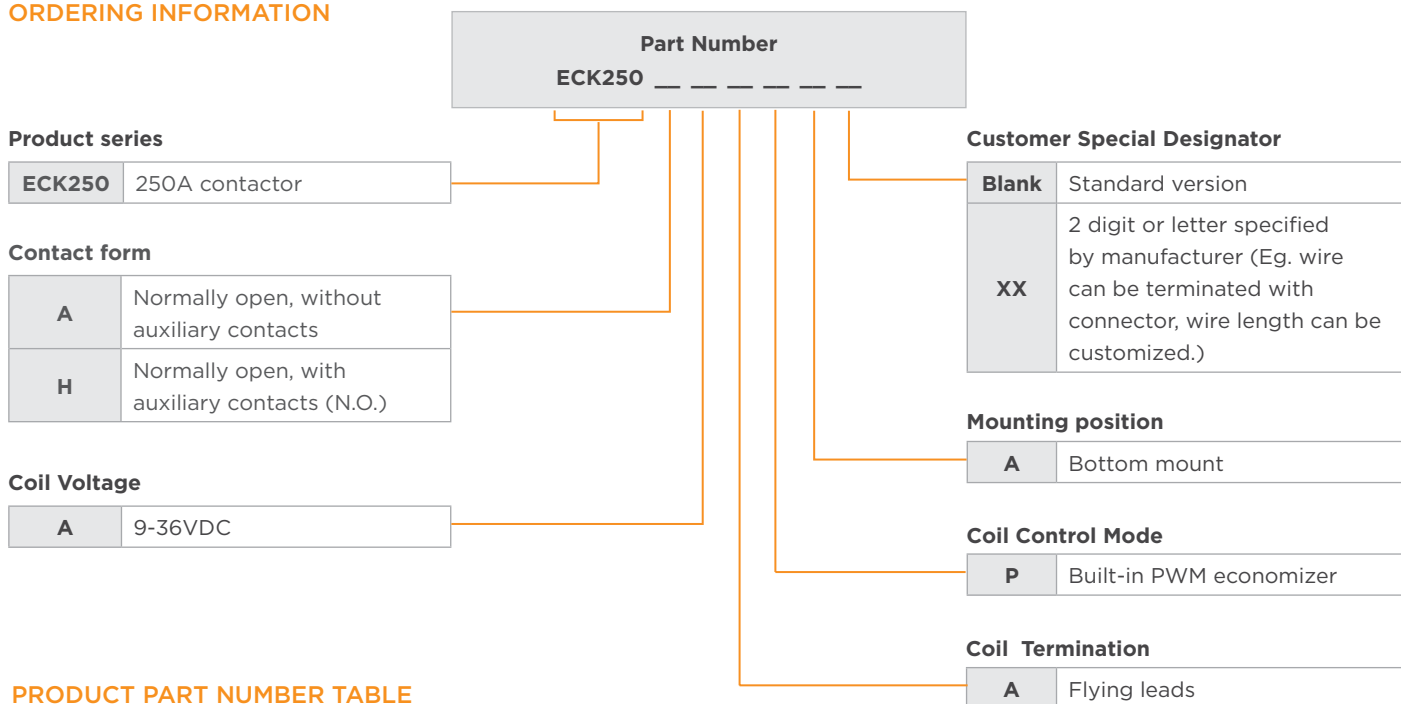 ORDERING INFORMATION
Part Number
ECK250 __ __ __ __ __ __
Product series
ECK250 250A contactor
Contact form
A Normally open, without
auxiliary contacts
H Normally open, with
auxiliary contacts (N.O.)
Coil Voltage
A 9-36VDC
Customer Special Designator
Blank Standard version
XX 2 digit or letter specified
by manufacturer (Eg. wire
can be terminated with
connector, wire length can be
customized.)
Mounting position
A Bottom mount
Coil Control Mode
P Built-in PWM economizer
Coil Termination
A Flying leads
PRODUCT PART NUMBER TABLE